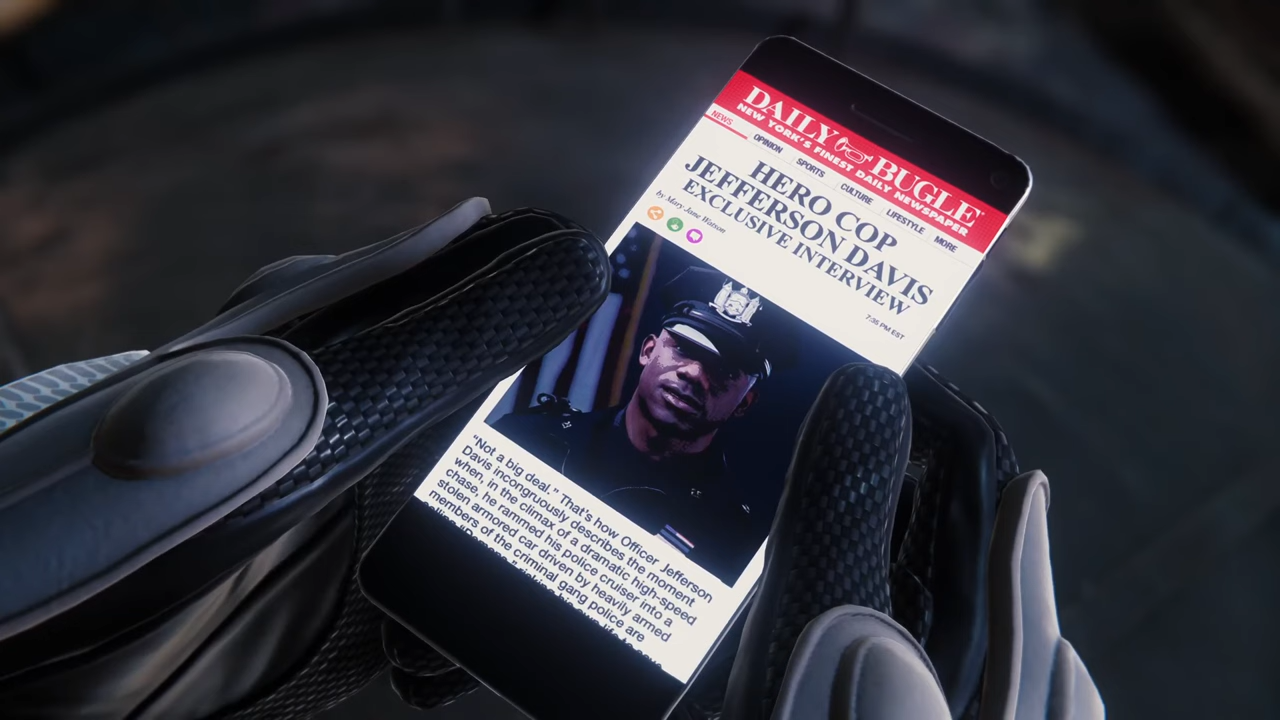 DAILY BUGLE
NEW YORK'S FINEST DAILY NEWSPAPER
NEWS OPINION SPORTS CULTURE LIFESTYLE MORE
HERO COP
JEFFERSON DAVIS
EXCLUSIVE INTERVIEW
by Mary Jane Watson
7:35 PM EST
"Not a big deal." That's how Officer Jefferson
Davis incongruously describes the moment
when, in the climax of a dramatic high-speed
chase, he rammed his police cruiser into a
stolen armored car driven by heavily armed
members of the criminal gang police are